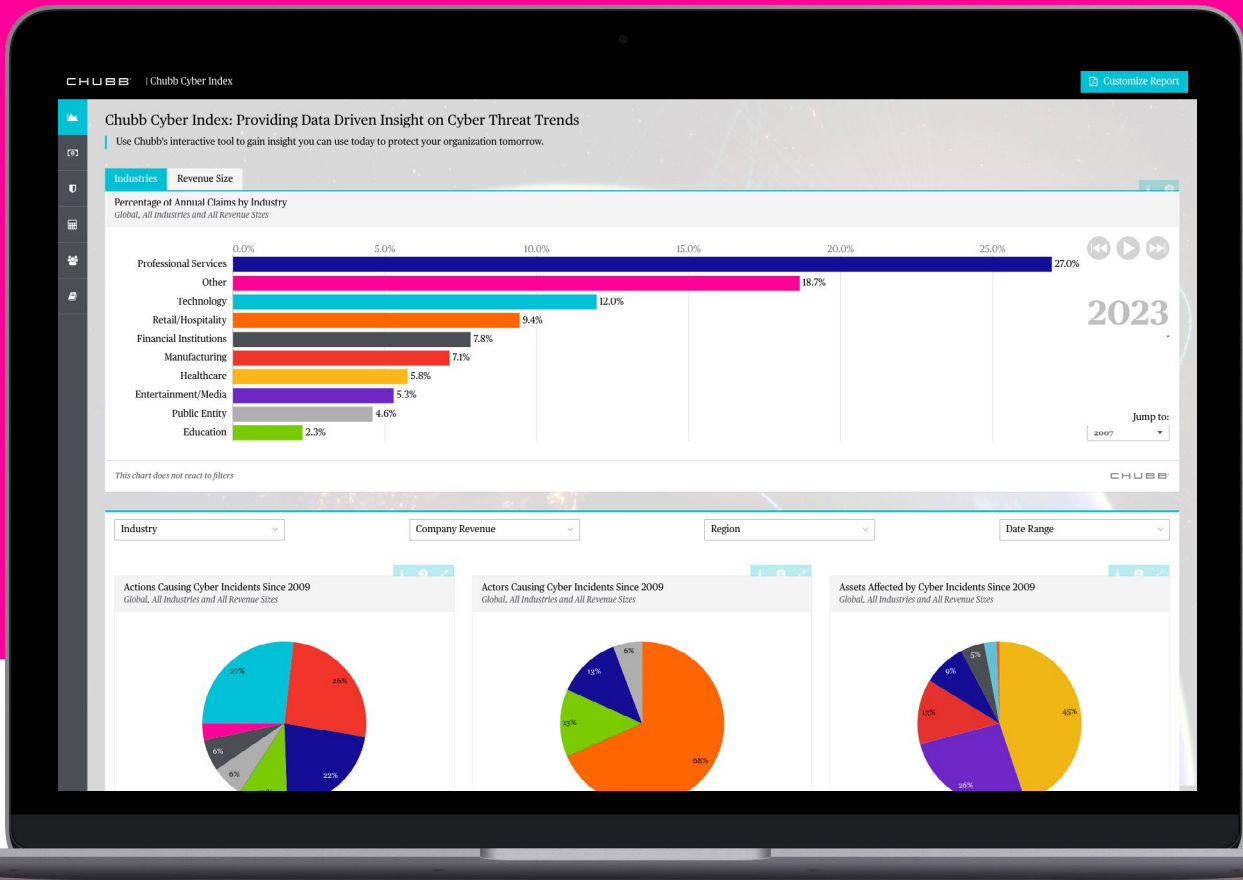 CHUBB | Chubb Cyber Index
Customize Report
Chubb Cyber Index: Providing Data Driven Insight on Cyber Threat Trends
Use Chubb's interactive tool to gain insight you can use today to protect your organization tomorrow.
Industries Revenue Size
Percentage of Annual Claims by Industry
Global, All Industries and All Revenue Sizes
0.0% 5.0% 10.0% 15.0% 20.0% 25.0%
Professional Services 27.0%
Other 18.7%
Technology 12.0%
Retail/Hospitality 9.4%
Financial Institutions 7.8%
Manufacturing 7.1%
Healthcare 5.8%
Entertainment/Media 5.3%
Public Entity 4.6%
Education 2.3%
2023
-
Jump to:
2007
This chart does not react to filters
CHUBB
Industry
Company Revenue
Region
Date Range
Actions Causing Cyber Incidents Since 2009
Global, All Industries and All Revenue Sizes
27%
26%
6%
6%
22%
Actors Causing Cyber Incidents Since 2009
Global, All Industries and All Revenue Sizes
6%
13%
13%
68%
Assets Affected by Cyber Incidents Since 2009
Global, All Industries and All Revenue Sizes
5%
9%
13%
45%
26%